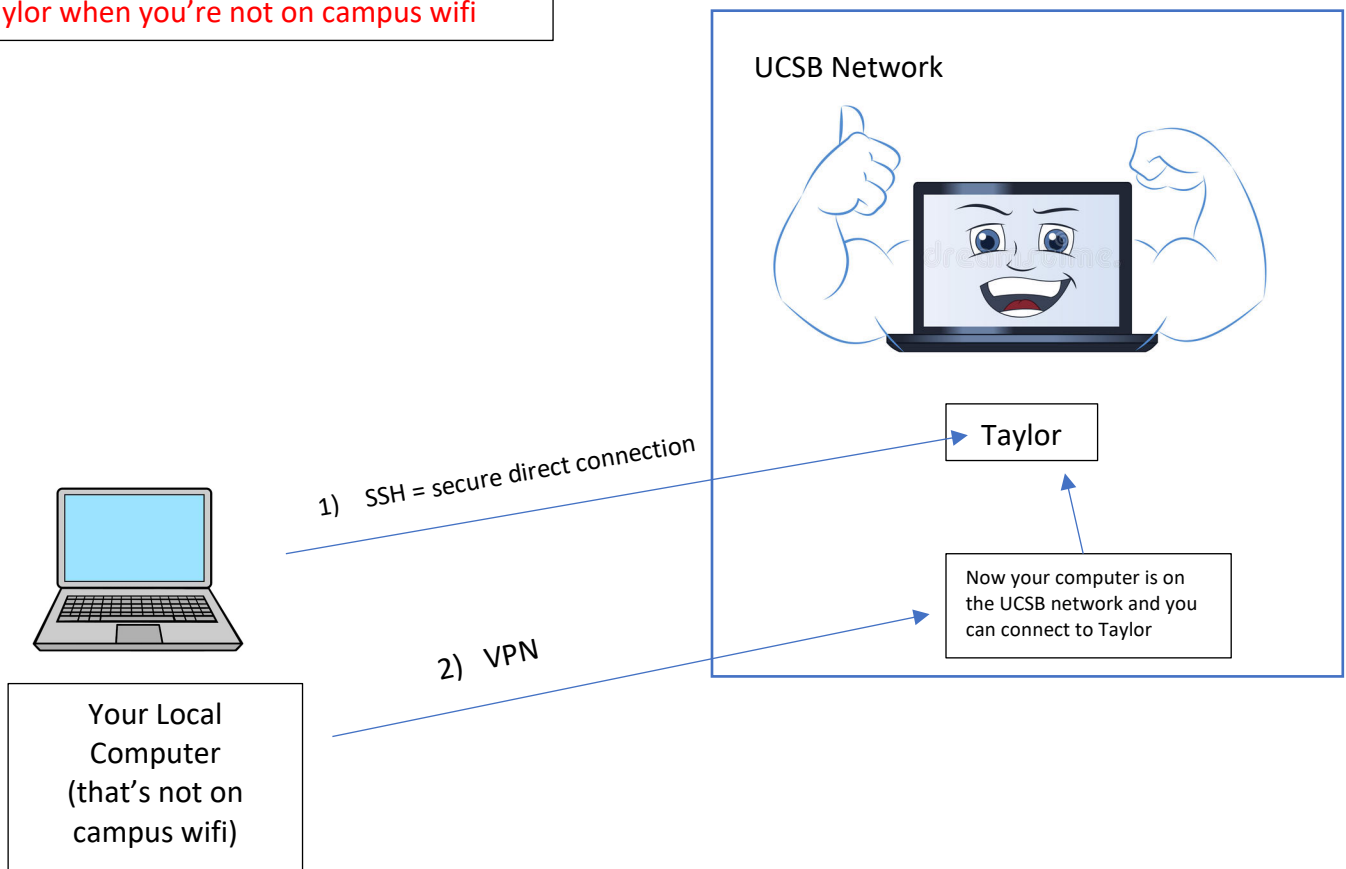 ylor when you're not on campus wifi
UCSB Network
dreamstime.
Taylor
1) SSH = secure direct connection
Now your computer is on
the UCSB network and you
can connect to Taylor
2) VPN
Your Local
Computer
(that's not on
campus wifi)